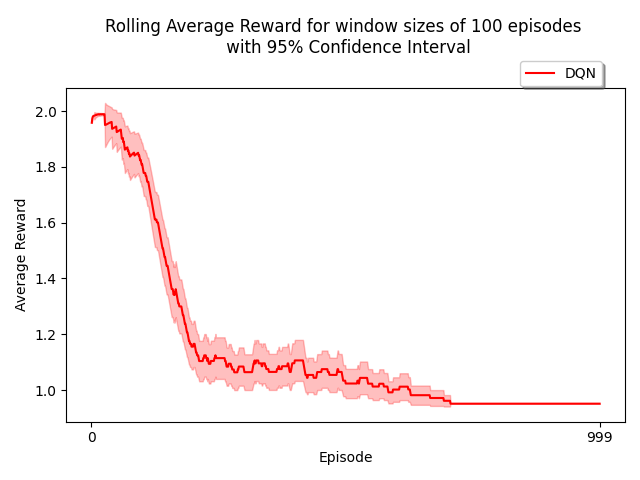 Rolling Average Reward for window sizes of 100 episodes
with 95% Confidence Interval
DQN
2.0
1.8
1.6
1.4
1.2
1.0
Average Reward
0
999
Episode